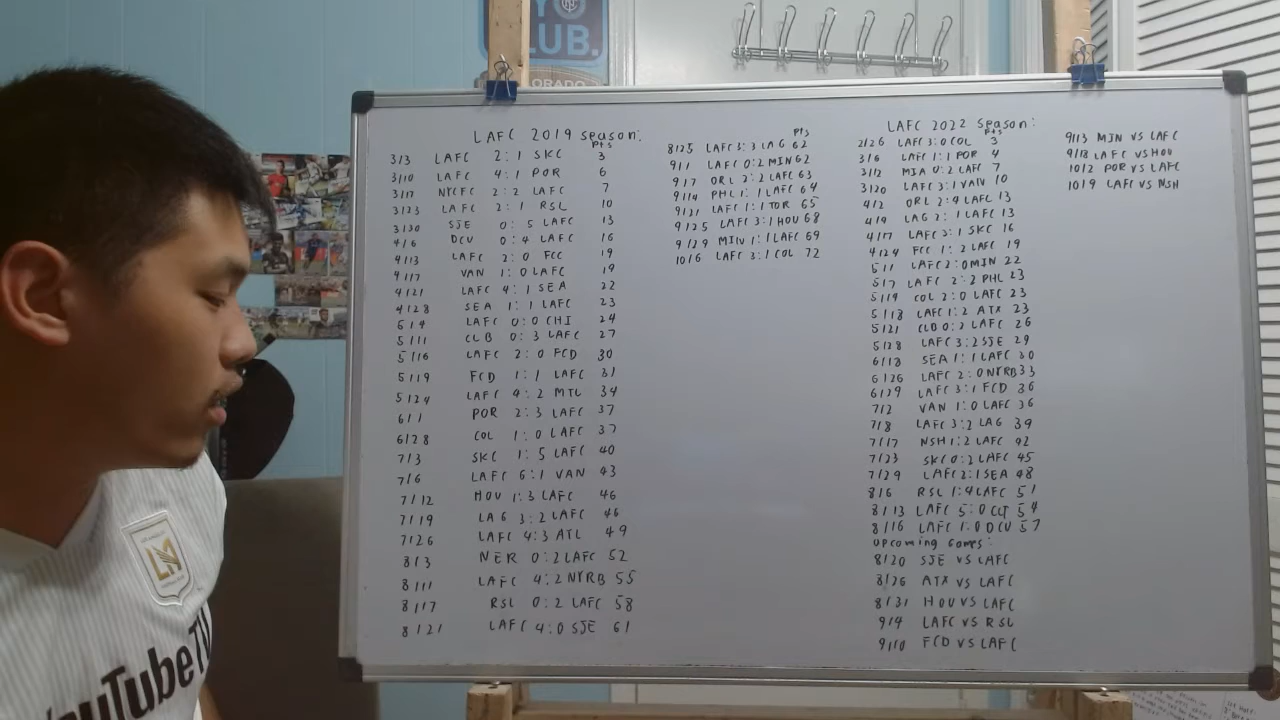 YO
CLUB.
ORADO
LAFC 2019 season:
Pts
3/3 LAFC 2:1 SKC 3
3/10 LAFC 4:1 POR 6
3/17 NYCFC 2:2 LAFC 7
3/23 LAFC 2:1 RSL 10
3/30 SJE 0:5 LAFC 13
4/6 DCU 0:4 LAFC 16
4/13 LAFC 2:0 FCC 19
4/17 VAN 1:0 LAFC 19
4/21 LAFC 4:1 SEA 22
4/28 SEA 1:1 LAFC 23
5/4 LAFC 0:0 CHI 24
5/11 CLB 0:3 LAFC 27
5/16 LAFC 2:0 FCD 30
5/19 FCD 1:1 LAFC 31
5/24 LAFC 4:2 MTL 34
6/1 POR 2:3 LAFC 37
6/28 COL 1:0 LAFC 37
7/3 SKC 1:5 LAFC 40
7/6 LAFC 6:1 VAN 43
7/12 HOU 1:3 LAFC 46
7/19 LAG 3:2 LAFC 46
7/26 LAFC 4:3 ATL 49
8/3 NER 0:2 LAFC 52
8/11 LAFC 4:2 NYRB 55
8/17 RSL 0:2 LAFC 58
8/21 LAFC 4:0 SJE 61
Pts
8/25 LAFC 3:3 LAG 62
9/1 LAFC 0:2 MIN 62
9/7 ORL 2:2 LAFC 63
9/14 PHL 1:1 LAFC 64
9/21 LAFC 1:1 TOR 65
9/25 LAFC 3:1 HOU 68
9/29 MIN 1:1 LAFC 69
10/6 LAFC 3:1 COL 72
LAFC 2022 season:
Pts
2/26 LAFC 3:0 COL 3
3/6 LAFC 1:1 POR 4
3/12 MIA 0:2 LAFC 7
3/20 LAFC 3:1 VAN 10
4/2 ORL 2:4 LAFC 13
4/9 LAG 2:1 LAFC 13
4/17 LAFC 3:1 SKC 16
4/24 FCC 1:2 LAFC 19
5/1 LAFC 2:0 MIN 22
5/7 LAFC 2:2 PHL 23
5/14 COL 2:0 LAFC 23
5/18 LAFC 1:2 ATX 23
5/21 CLB 0:2 LAFC 26
5/28 LAFC 3:2 SJE 29
6/18 SEA 1:1 LAFC 30
6/26 LAFC 2:0 NYRB 33
6/29 LAFC 3:1 FCD 36
7/2 VAN 1:0 LAFC 36
7/8 LAFC 3:2 LAG 39
7/17 NSH 1:2 LAFC 42
7/23 SKC 0:2 LAFC 45
7/29 LAFC 2:1 SEA 48
8/6 RSL 1:4 LAFC 51
8/13 LAFC 5:0 CLT 54
8/16 LAFC 1:0 DCU 57
Upcoming Games:
8/20 SJE VS LAFC
8/26 ATX VS LAFC
8/31 HOU VS LAFC
9/4 LAFC VS RSL
9/10 FCD VS LAFC
9/13 MIN VS LAFC
9/18 LAFC VS HOU
10/2 POR VS LAFC
10/9 LAFC VS NSH
LA
YouTubeTV